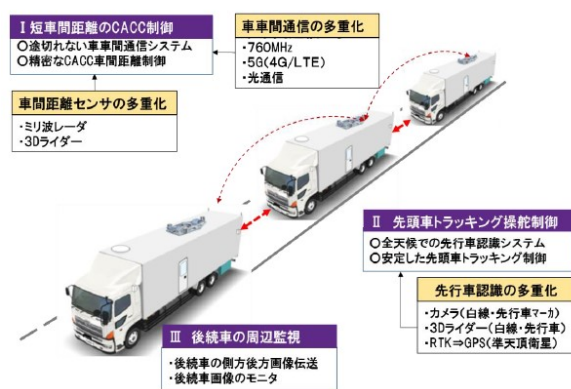 Ⅰ 短車間距離のCACC制御
○途切れない車車間通信システム
○精密なCACC車間距離制御
車間距離センサの多重化
・ミリ波レーダ
・3Dライダー
車車間通信の多重化
・760MHz
・5G(4G/LTE)
・光通信
Ⅱ 先頭車トラッキング操舵制御
○全天候での先行車認識システム
○安定した先頭車トラッキング制御
先行車認識の多重化
・カメラ(白線・先行車マーカ)
・3Dライダー(白線・先行車)
・RTK⇒GPS(準天頂衛星)
Ⅲ 後続車の周辺監視
・後続車の側方後方画像伝送
・後続車画像のモニタ